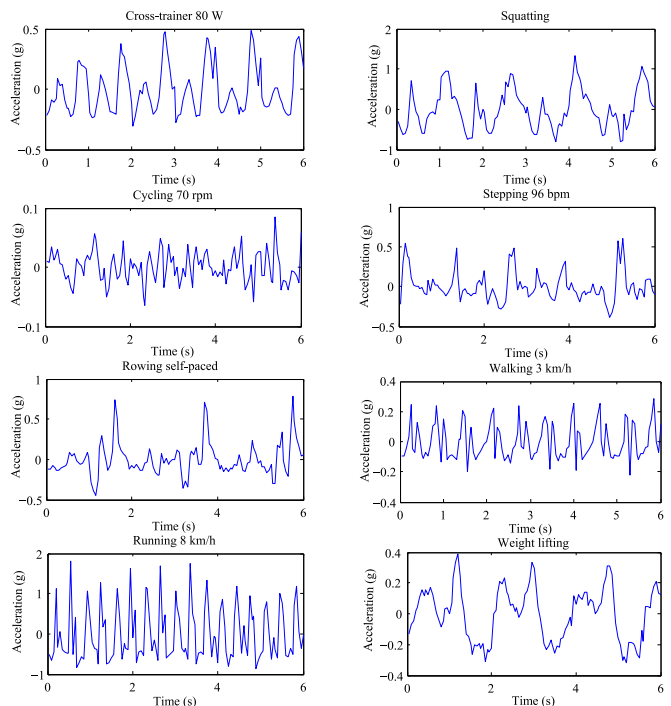 Cross-trainer 80 W
0.5
0
−0.5
Acceleration (g)
0 1 2 3 4 5 6
Time (s)
Squatting
2
1
0
−1
Acceleration (g)
0 1 2 3 4 5 6
Time (s)
Cycling 70 rpm
0.1
0
−0.1
Acceleration (g)
0 1 2 3 4 5 6
Time (s)
Stepping 96 bpm
1
0.5
0
−0.5
Acceleration (g)
0 1 2 3 4 5 6
Time (s)
Rowing self-paced
1
0.5
0
−0.5
Acceleration (g)
0 2 4 6
Time (s)
Walking 3 km/h
0.4
0.2
0
−0.2
−0.4
Acceleration (g)
0 1 2 3 4 5 6
Time (s)
Running 8 km/h
2
1
0
−1
Acceleration (g)
0 1 2 3 4 5 6
Time (s)
Weight lifting
0.4
0.2
0
−0.2
−0.4
Acceleration (g)
0 2 4 6
Time (s)